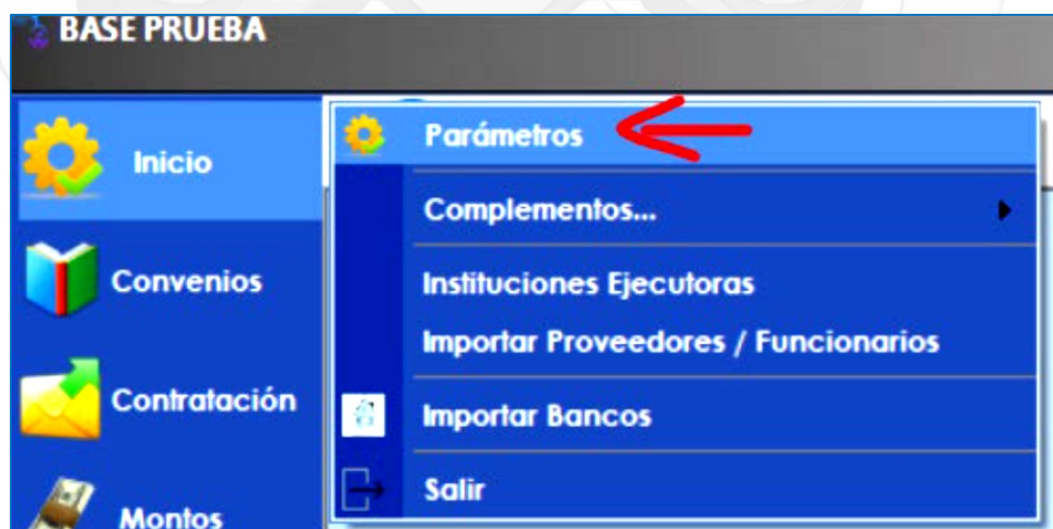 BASE PRUEBA
Inicio
Convenios
Contratación
Montos
Parámetros
Complementos...
Instituciones Ejecutoras
Importar Proveedores / Funcionarios
Importar Bancos
Salir